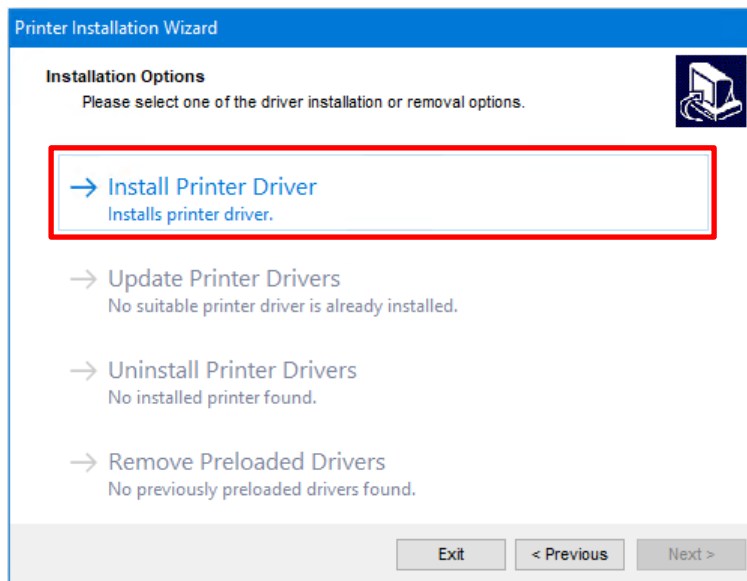 Printer Installation Wizard
Installation Options
Please select one of the driver installation or removal options.
Install Printer Driver
Installs printer driver.
Update Printer Drivers
No suitable printer driver is already installed.
Uninstall Printer Drivers
No installed printer found.
Remove Preloaded Drivers
No previously preloaded drivers found.
Exit < Previous Next >